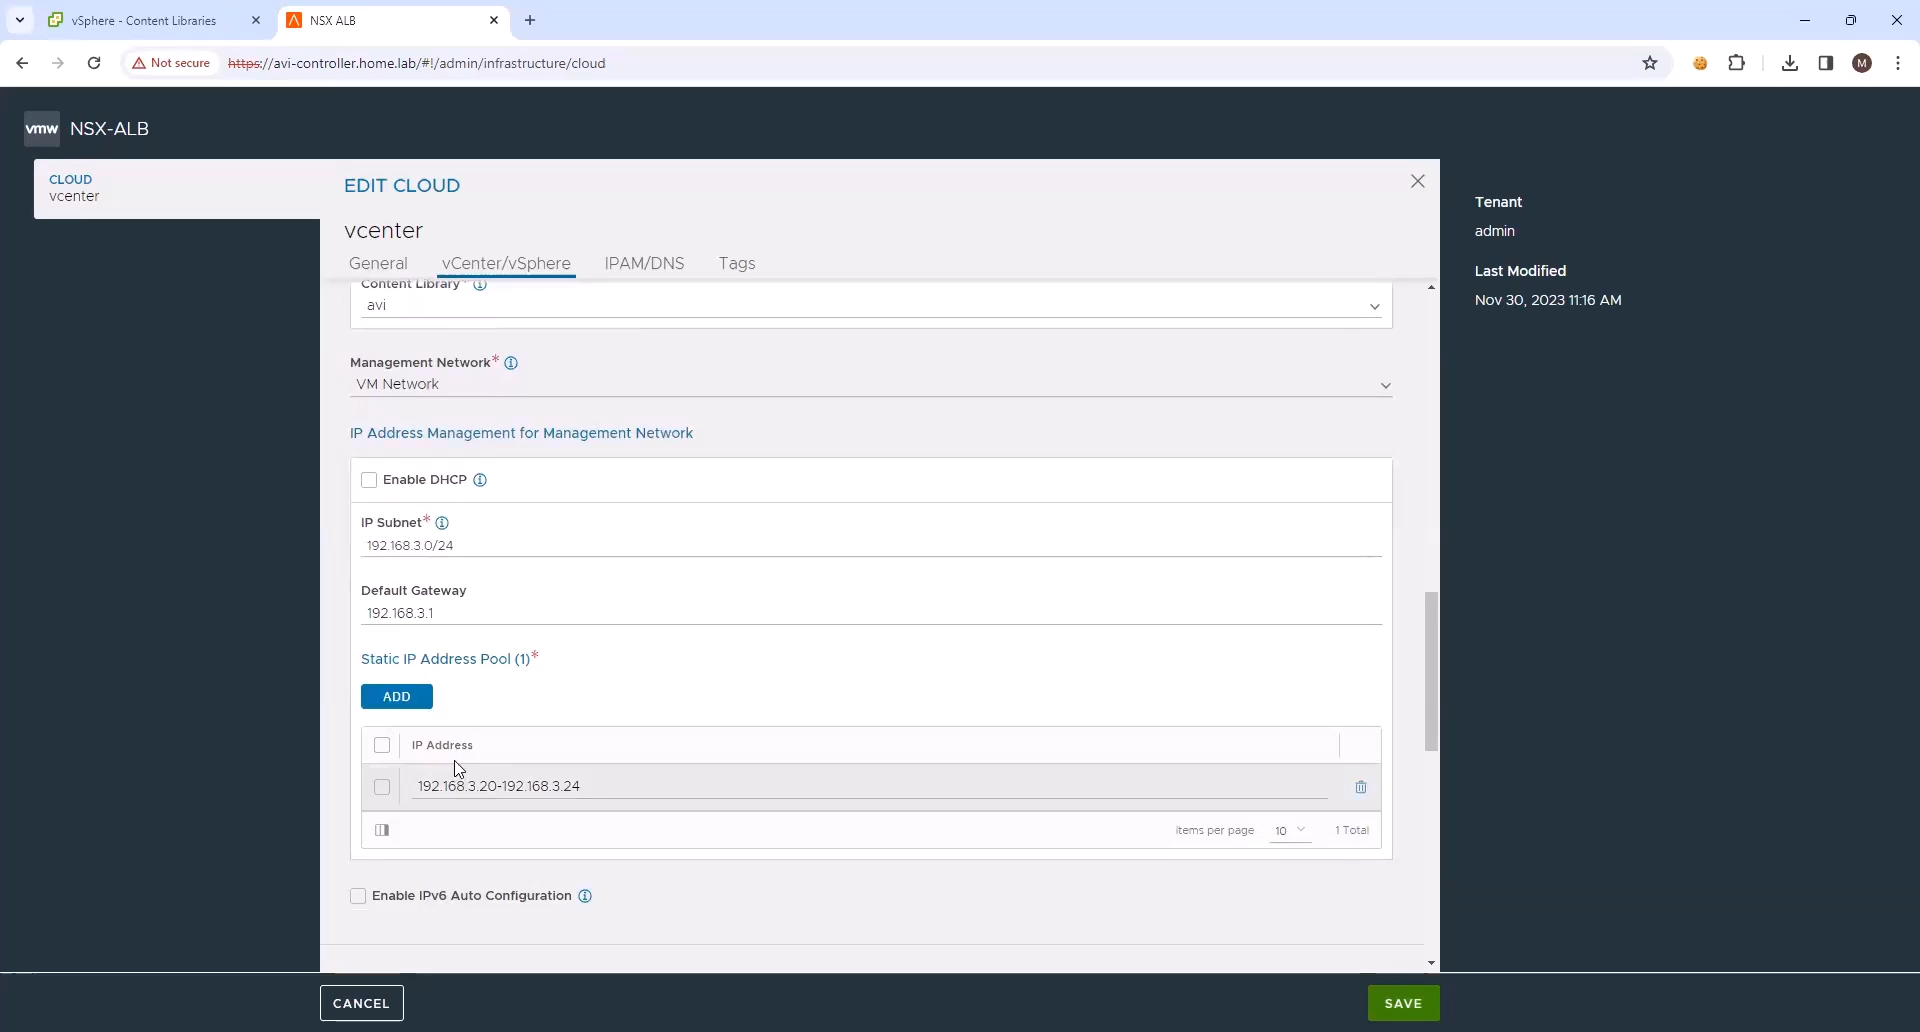 vSphere - Content Libraries
NSX ALB
Not secure
https://avi-controller.home.lab/#!/admin/infrastructure/cloud
M
vmw
NSX-ALB
CLOUD
vcenter
EDIT CLOUD
vcenter
General
vCenter/vSphere
IPAM/DNS
Tags
Tenant
admin
Last Modified
Nov 30, 2023 11:16 AM
Content Library*
avi
Management Network*
VM Network
IP Address Management for Management Network
Enable DHCP
IP Subnet*
192.168.3.0/24
Default Gateway
192.168.3.1
Static IP Address Pool (1)*
ADD
IP Address
192.168.3.20-192.168.3.24
Items per page
10
1 Total
Enable IPv6 Auto Configuration
CANCEL
SAVE